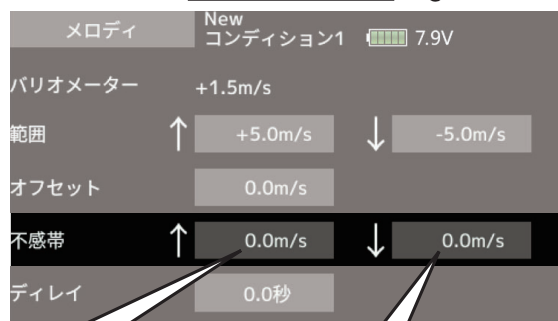 New
メロディ コンディション1 7.9V
バリオメーター +1.5m/s
範囲 ↑ +5.0m/s ↓ -5.0m/s
オフセット 0.0m/s
不感帯 ↑ 0.0m/s ↓ 0.0m/s
ディレイ 0.0秒